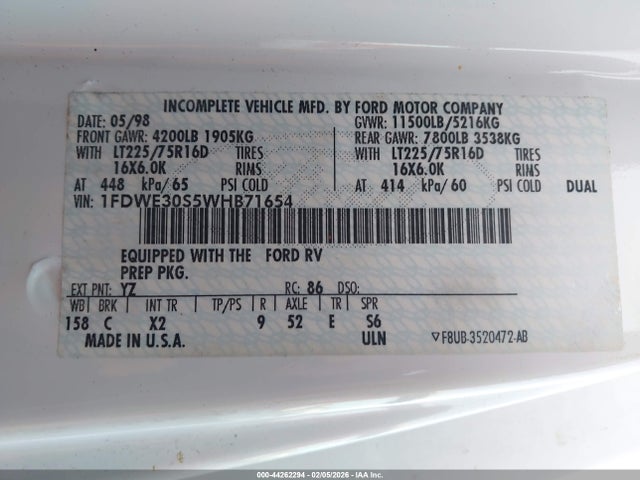 INCOMPLETE VEHICLE MFD. BY FORD MOTOR COMPANY
DATE: 05/98 GVWR: 11500LB/5216KG
FRONT GAWR: 4200LB 1905KG REAR GAWR: 7800LB 3538KG
WITH LT225/75R16D TIRES WITH LT225/75R16D TIRES
16X6.0K RIMS 16X6.0K RIMS
AT 448 kPa/65 PSI COLD AT 414 kPa/60 PSI COLD DUAL
VIN: 1FDWE30S5WHB71654
EQUIPPED WITH THE FORD RV
PREP PKG.
EXT PNT: YZ RC: 86 DSO:
WB BRK INT TR TP/PS R AXLE TR SPR
158 C X2 9 52 E S6
MADE IN U.S.A. ULN ▽F8UB-3520472-AB
000-44262294 - 02/05/2026 - IAA Inc.